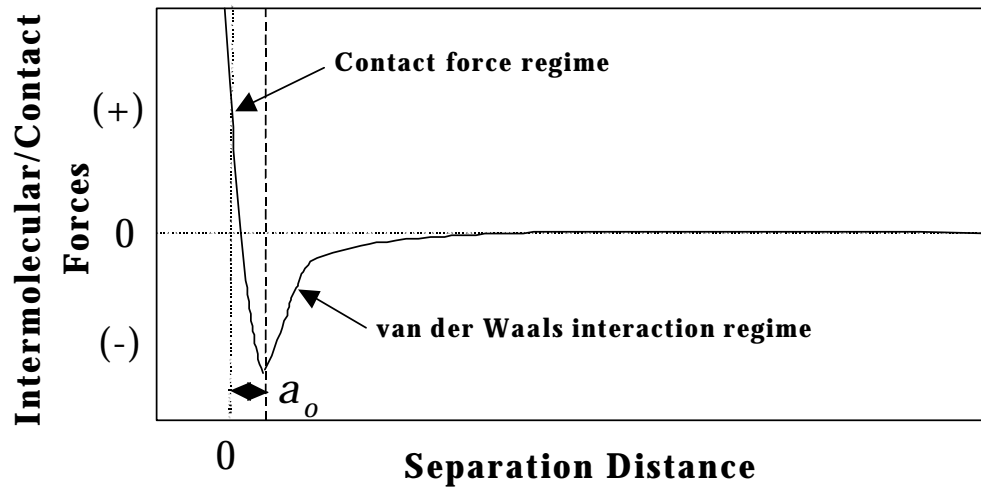 Intermolecular/Contact
Forces
(+)
0
(-)
Contact force regime
van der Waals interaction regime
a_o
0
Separation Distance